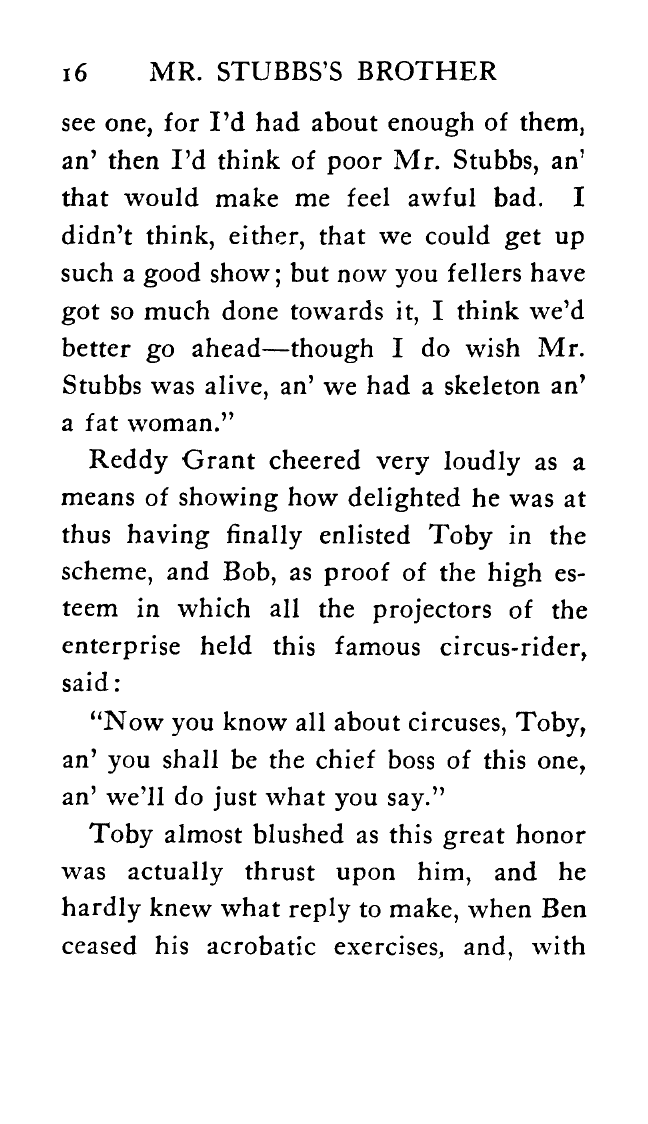 16 MR. STUBBS'S BROTHER
see one, for I'd had about enough of them,
an' then I'd think of poor Mr. Stubbs, an'
that would make me feel awful bad. I
didn't think, either, that we could get up
such a good show; but now you fellers have
got so much done towards it, I think we'd
better go ahead—though I do wish Mr.
Stubbs was alive, an' we had a skeleton an'
a fat woman."
Reddy Grant cheered very loudly as a
means of showing how delighted he was at
thus having finally enlisted Toby in the
scheme, and Bob, as proof of the high es-
teem in which all the projectors of the
enterprise held this famous circus-rider,
said:
"Now you know all about circuses, Toby,
an' you shall be the chief boss of this one,
an' we'll do just what you say."
Toby almost blushed as this great honor
was actually thrust upon him, and he
hardly knew what reply to make, when Ben
ceased his acrobatic exercises, and, with